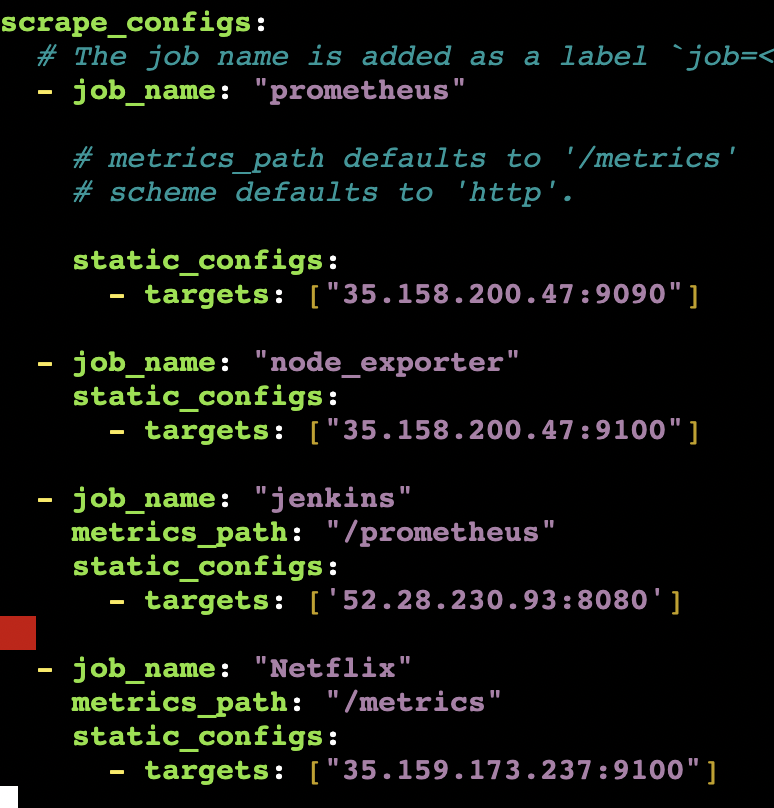 scrape_configs:
  # The job name is added as a label `job=<
  - job_name: "prometheus"

    # metrics_path defaults to '/metrics'
    # scheme defaults to 'http'.

    static_configs:
      - targets: ["35.158.200.47:9090"]

  - job_name: "node_exporter"
    static_configs:
      - targets: ["35.158.200.47:9100"]

  - job_name: "jenkins"
    metrics_path: "/prometheus"
    static_configs:
      - targets: ['52.28.230.93:8080']

  - job_name: "Netflix"
    metrics_path: "/metrics"
    static_configs:
      - targets: ["35.159.173.237:9100"]